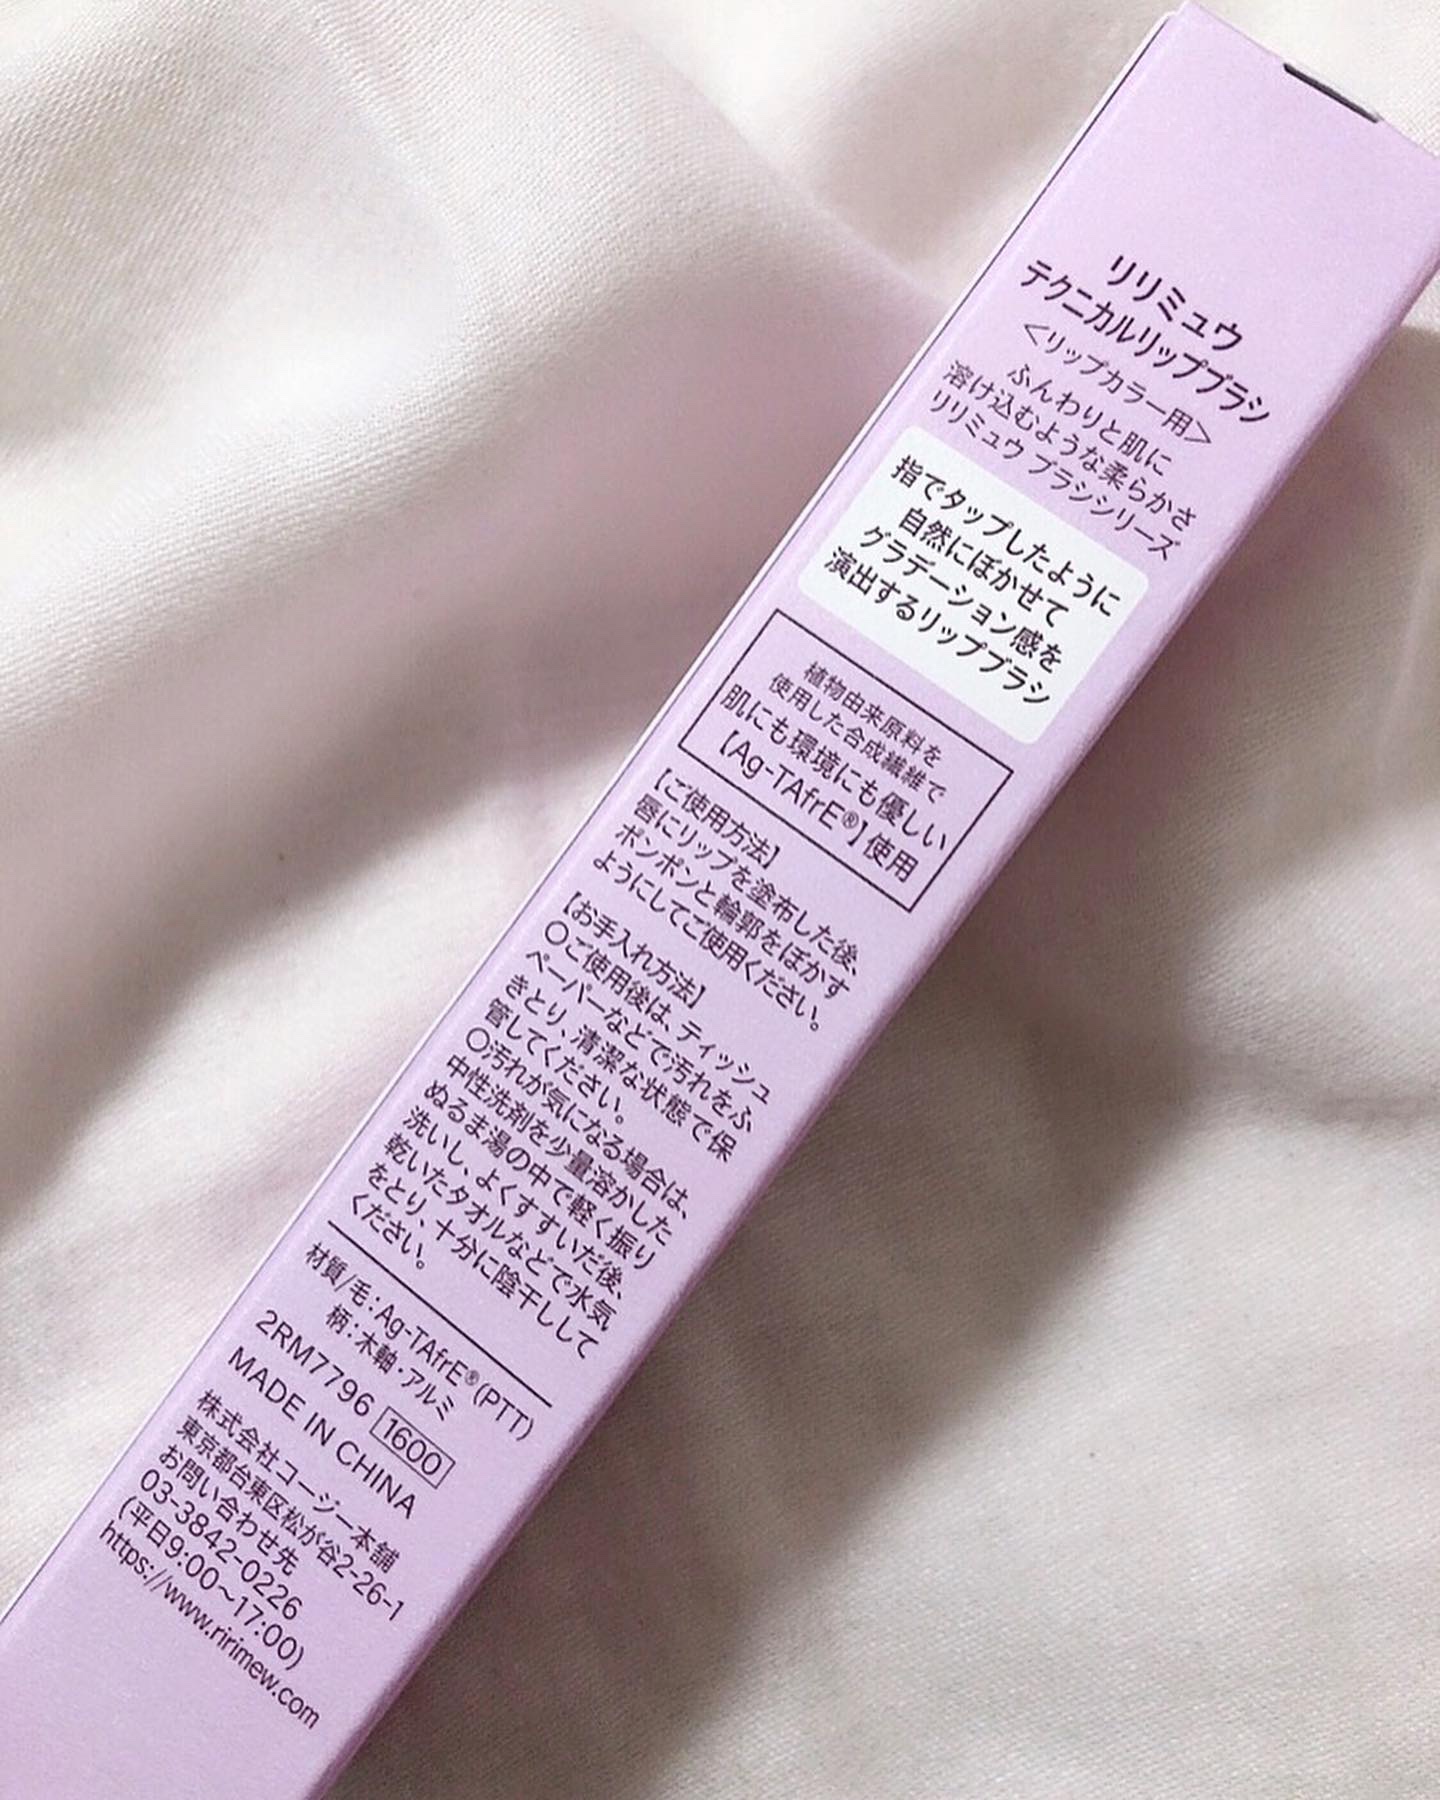 リリミュウ
テクニカルリップブラシ
<リップカラー用>
ふんわりと肌に
溶け込むような柔らかさ
リリミュウ ブラシシリーズ
指でタップしたように
自然にぼかせて
グラデーション感を
演出するリップブラシ
植物由来原料を
使用した合成繊維で
肌にも環境にも優しい
【Ag-TAfrE®】使用
【ご使用方法】
唇にリップを塗布した後、
ポンポンと輪郭をぼかす
ようにしてご使用ください。
【お手入れ方法】
○ご使用後は、ティッシュ
ペーパーなどで汚れをふ
きとり、清潔な状態で保
管してください。
○汚れが気になる場合は、
中性洗剤を少量溶かした
ぬるま湯の中で軽く振り
洗いし、よくすすいだ後、
乾いたタオルなどで水気
をとり、十分に陰干しして
ください。
材質/毛：Ag-TAfrE®(PTT)
柄：木軸・アルミ
2RM7796 1600
MADE IN CHINA
株式会社コージー本舗
東京都台東区松が谷2-26-1
お問い合わせ先
03-3842-0226
(平日9:00～17:00)
https://www.ririmew.com